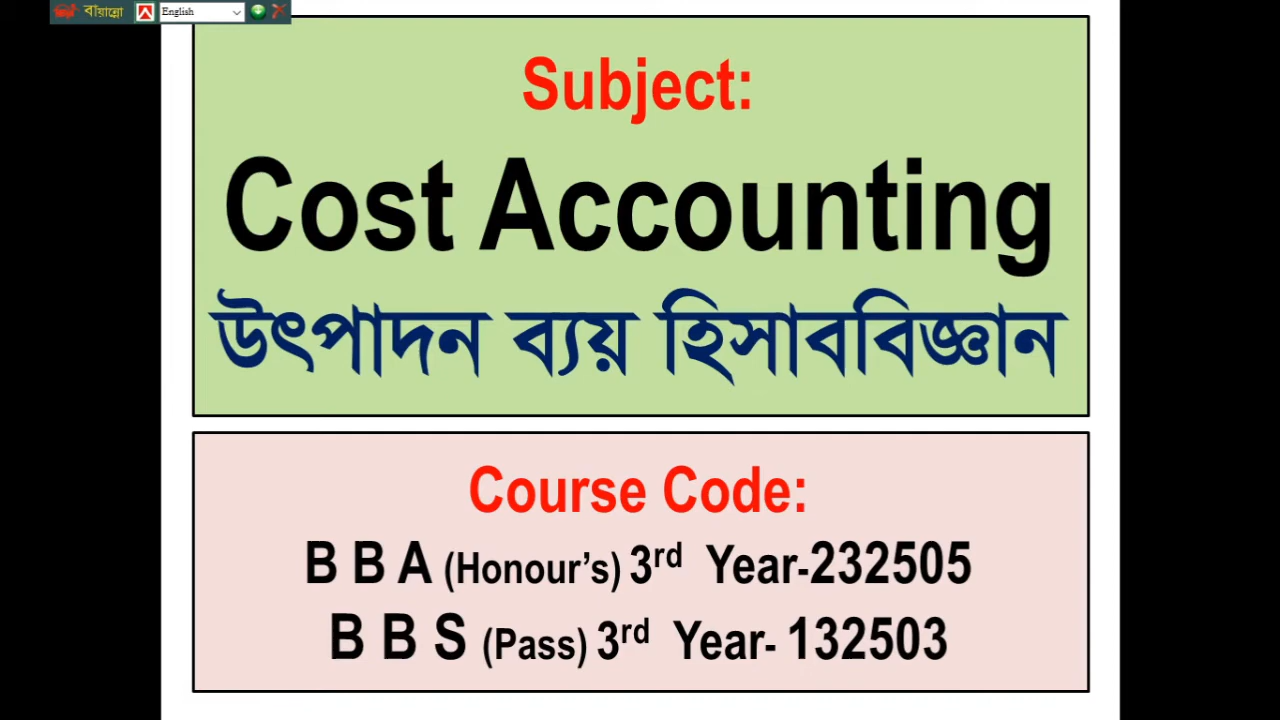 বায়ান্নো English
Subject:
Cost Accounting
উৎপাদন ব্যয় হিসাববিজ্ঞান
Course Code:
B B A (Honour’s) 3rd Year-232505
B B S (Pass) 3rd Year- 132503